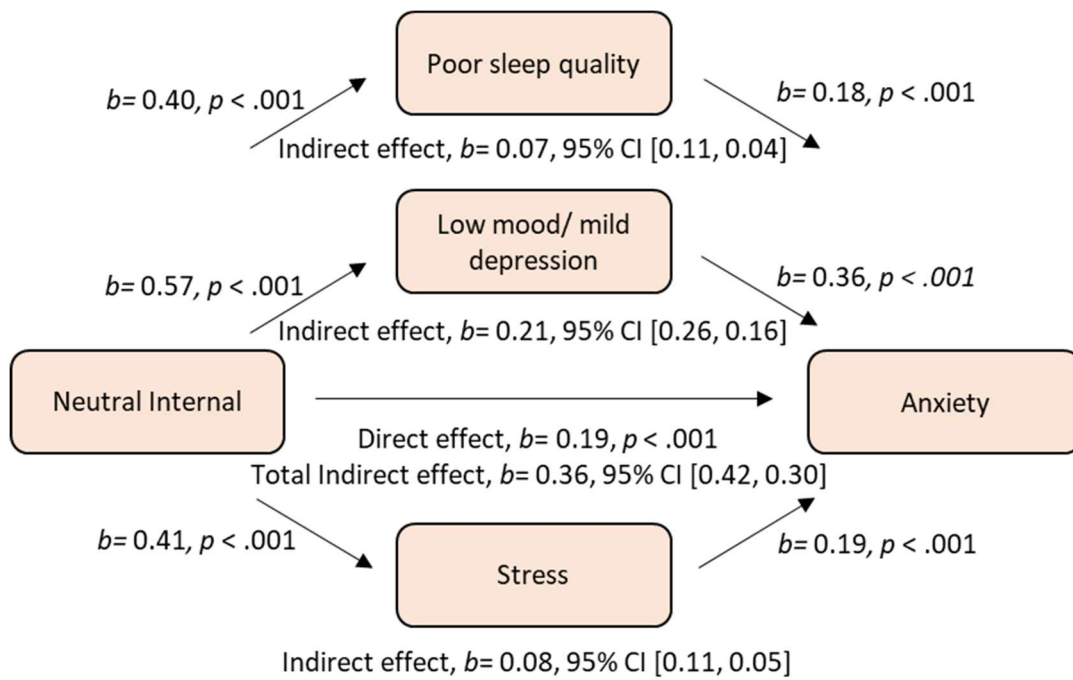 Poor sleep quality
b= 0.40, p < .001
b= 0.18, p < .001
Indirect effect, b= 0.07, 95% CI [0.11, 0.04]
Low mood/ mild
depression
b= 0.57, p < .001
b= 0.36, p < .001
Indirect effect, b= 0.21, 95% CI [0.26, 0.16]
Neutral Internal
Anxiety
Direct effect, b= 0.19, p < .001
Total Indirect effect, b= 0.36, 95% CI [0.42, 0.30]
b= 0.41, p < .001
b= 0.19, p < .001
Stress
Indirect effect, b= 0.08, 95% CI [0.11, 0.05]